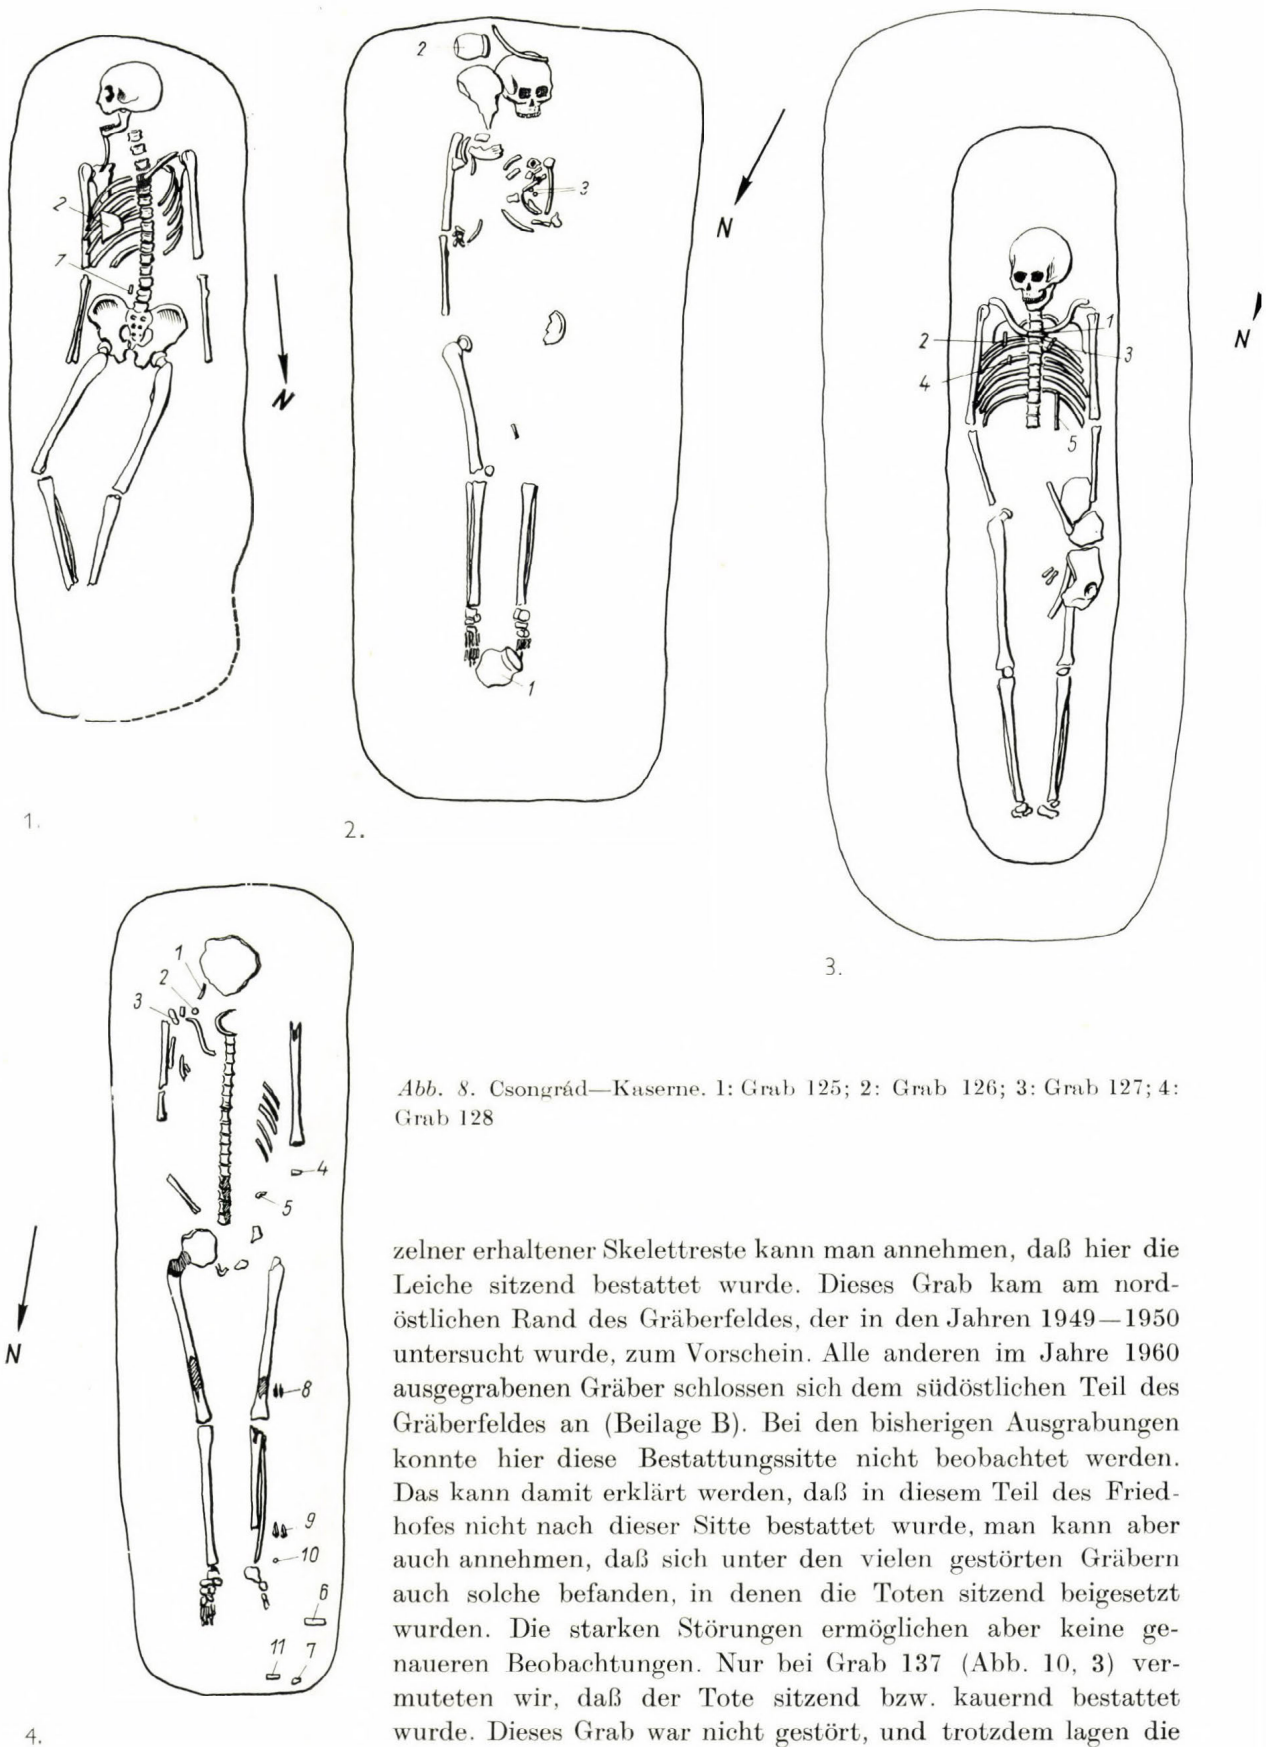 2
1
N
1.
2
3
1
N
2.
1
2
3
4
5
N
3.
1
2
3
4
5
8
9
10
6
11
7
N
4.
Abb. 8. Csongrád—Kaserne. 1: Grab 125; 2: Grab 126; 3: Grab 127; 4:
Grab 128
zelner erhaltener Skelettreste kann man annehmen, daß hier die
Leiche sitzend bestattet wurde. Dieses Grab kam am nord-
östlichen Rand des Gräberfeldes, der in den Jahren 1949—1950
untersucht wurde, zum Vorschein. Alle anderen im Jahre 1960
ausgegrabenen Gräber schlossen sich dem südöstlichen Teil des
Gräberfeldes an (Beilage B). Bei den bisherigen Ausgrabungen
konnte hier diese Bestattungssitte nicht beobachtet werden.
Das kann damit erklärt werden, daß in diesem Teil des Fried-
hofes nicht nach dieser Sitte bestattet wurde, man kann aber
auch annehmen, daß sich unter den vielen gestörten Gräbern
auch solche befanden, in denen die Toten sitzend beigesetzt
wurden. Die starken Störungen ermöglichen aber keine ge-
naueren Beobachtungen. Nur bei Grab 137 (Abb. 10, 3) ver-
muteten wir, daß der Tote sitzend bzw. kauernd bestattet
wurde. Dieses Grab war nicht gestört, und trotzdem lagen die